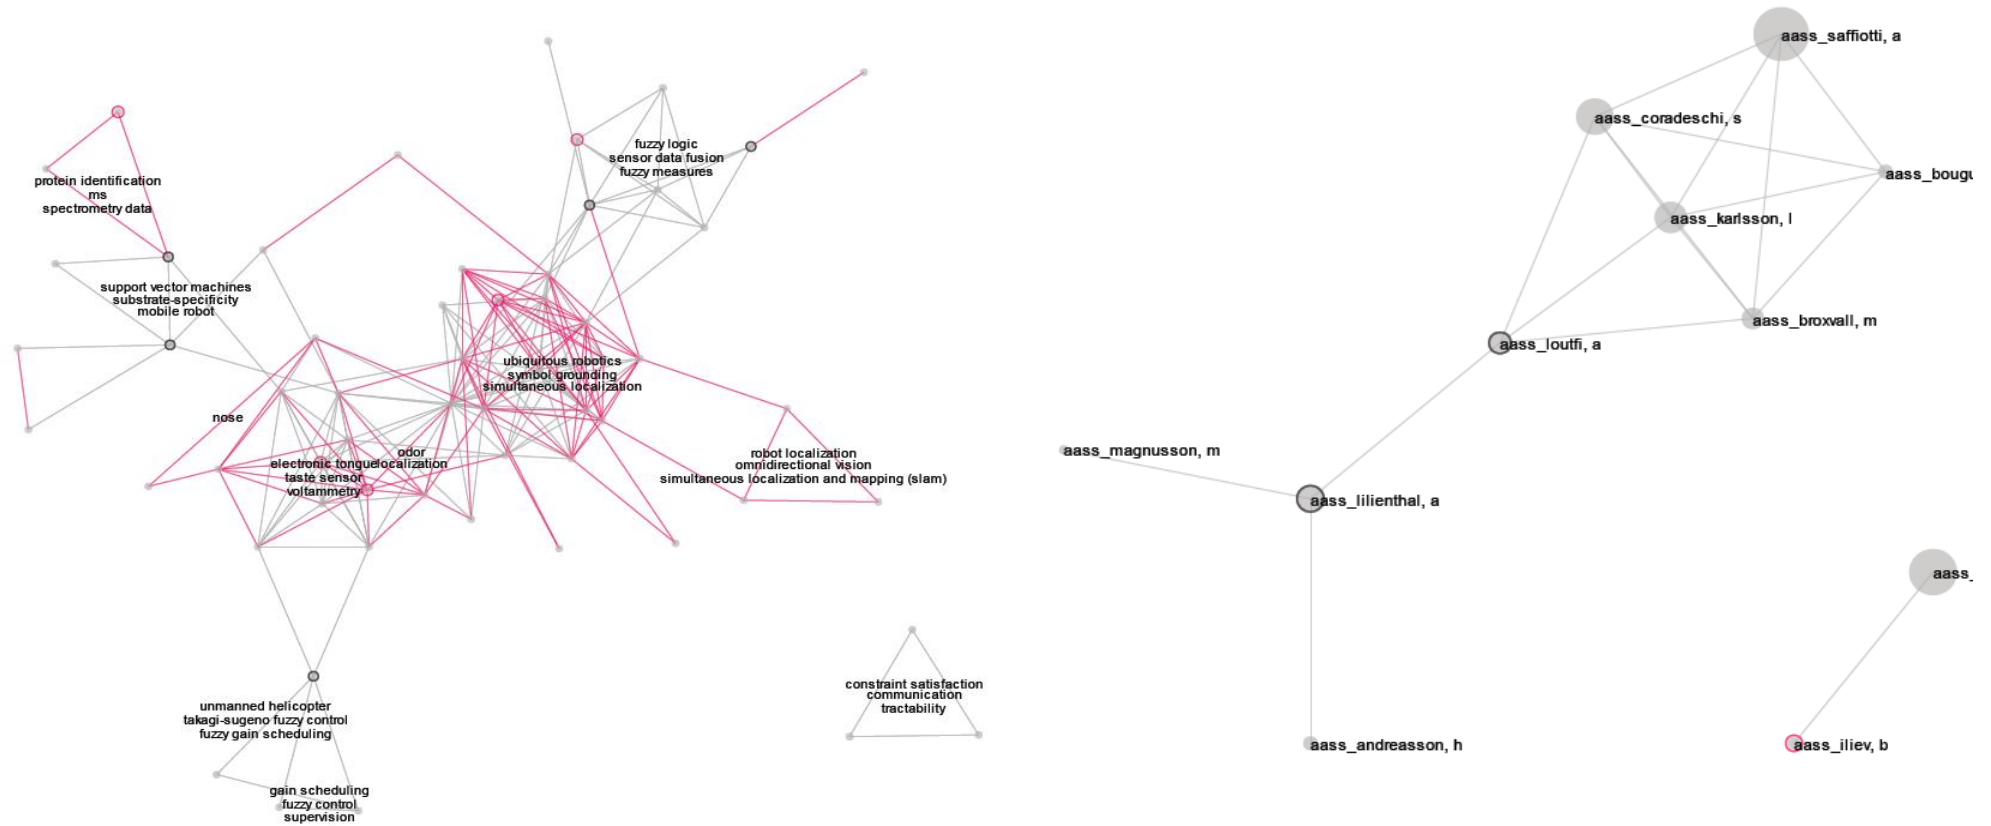 fuzzy logic
sensor data fusion
fuzzy measures
protein identification
ms
spectrometry data
support vector machines
substrate-specificity
mobile robot
ubiquitous robotics
symbol grounding
simultaneous localization
nose
odor
localization
electronic tongue
taste sensor
voltammetry
robot localization
omnidirectional vision
simultaneous localization and mapping (slam)
unmanned helicopter
takagi-sugeno fuzzy control
fuzzy gain scheduling
gain scheduling
fuzzy control
supervision
constraint satisfaction
communication
tractability
aass_saffiotti, a
aass_coradeschi, s
aass_bougu
aass_karlsson, l
aass_broxvall, m
aass_loutfi, a
aass_magnusson, m
aass_lilienthal, a
aass_
aass_andreasson, h
aass_iliev, b